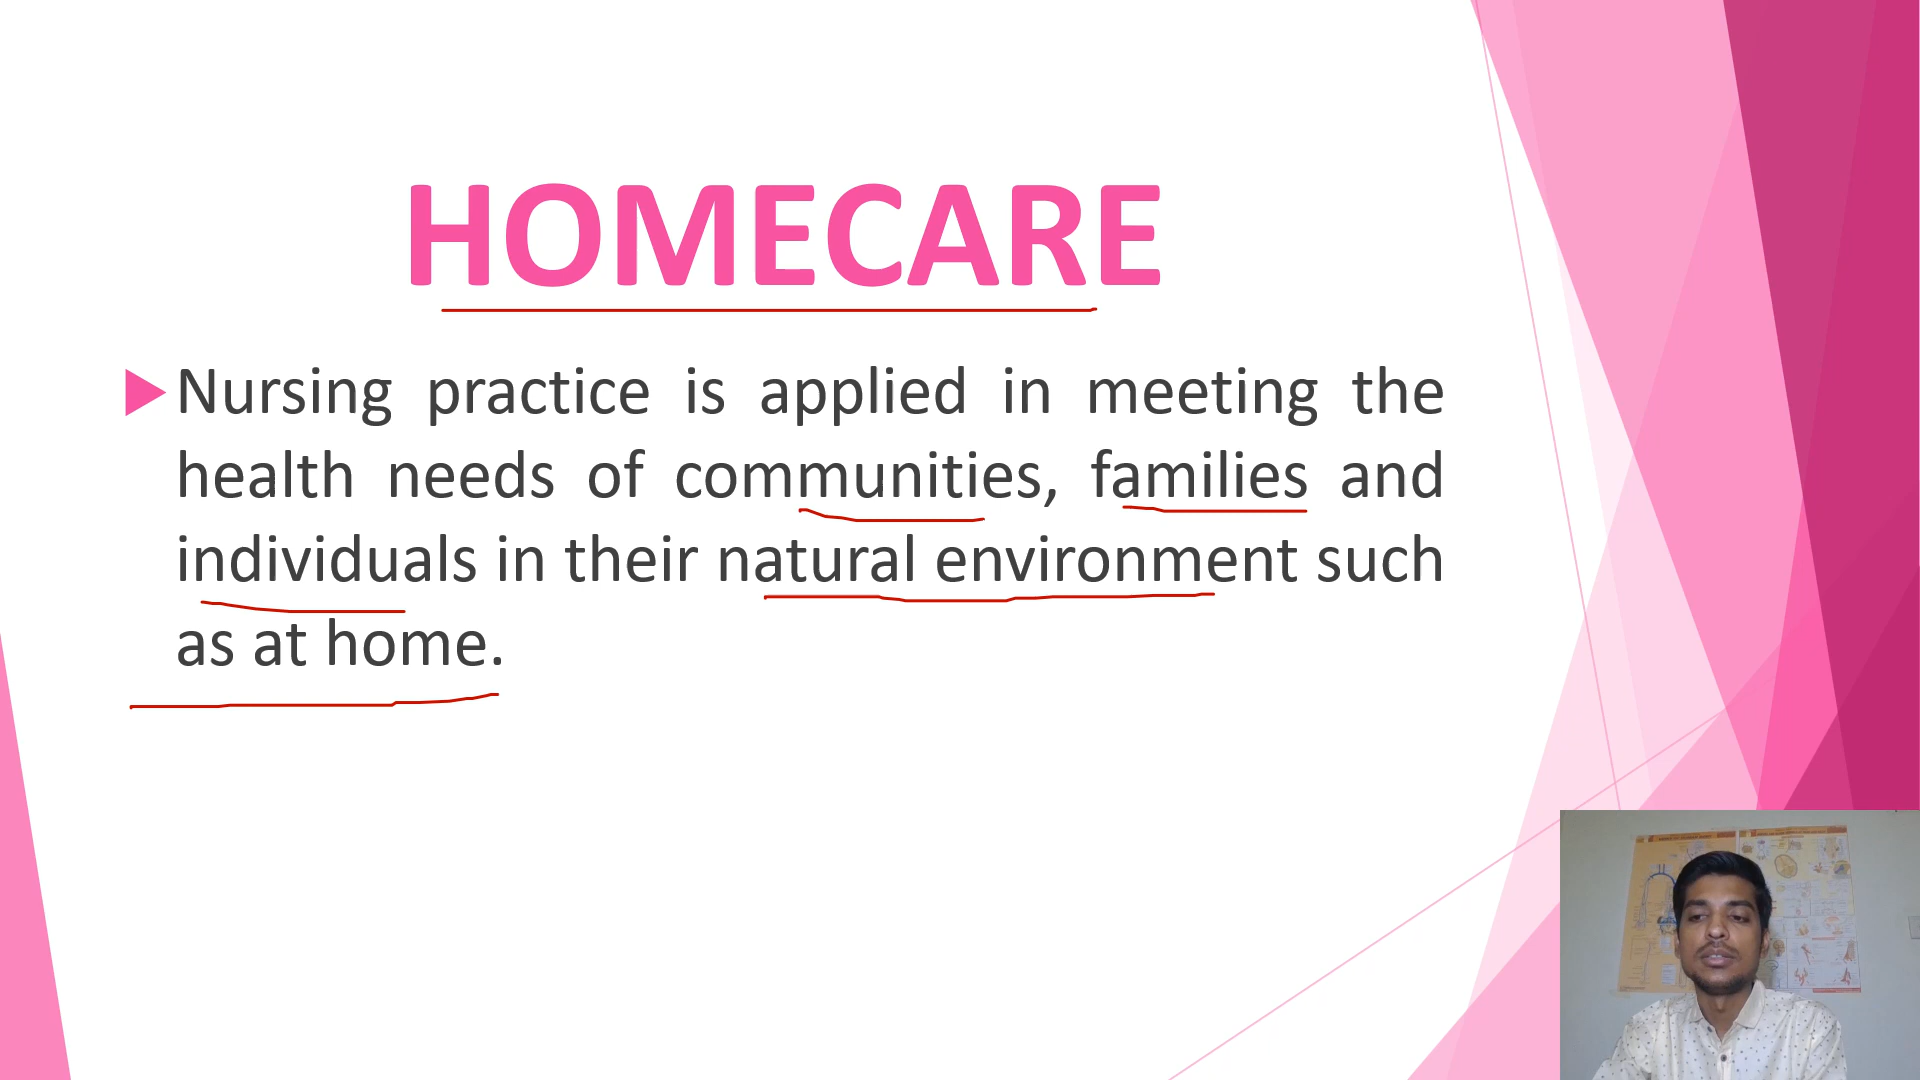 HOMECARE
Nursing practice is applied in meeting the
health needs of communities, families and
individuals in their natural environment such
as at home.